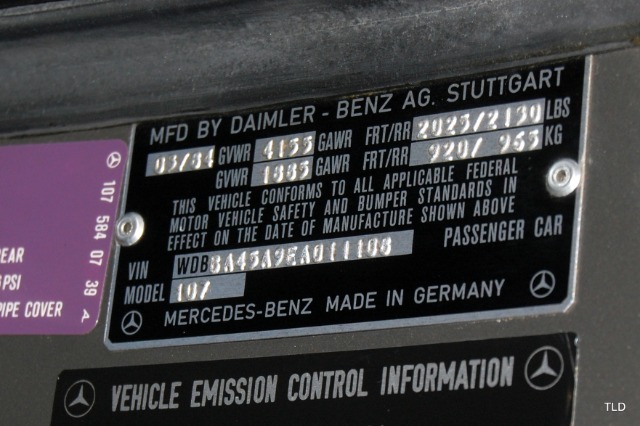 MFD BY DAIMLER - BENZ AG. STUTTGART
03/84 GVWR 4155 GAWR FRT/RR 2025/2130 LBS
GVWR 1885 GAWR FRT/RR 920/ 965 KG
THIS VEHICLE CONFORMS TO ALL APPLICABLE FEDERAL
MOTOR VEHICLE SAFETY AND BUMPER STANDARDS IN
EFFECT ON THE DATE OF MANUFACTURE SHOWN ABOVE
VIN WDBBA45A9EA011108 PASSENGER CAR
MODEL 107
MERCEDES-BENZ MADE IN GERMANY
107 584 07 39 A
REAR
PSI
PIPE COVER
VEHICLE EMISSION CONTROL INFORMATION
TLD